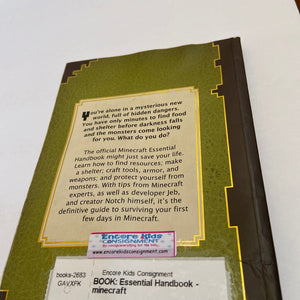 You're alone in a mysterious new
world, full of hidden dangers.
You have only minutes to find food
and shelter before darkness falls
and the monsters come looking
for you. What do you do?
The official Minecraft Essential
Handbook might just save your life.
Learn how to find resources; make
a shelter; craft tools, armor, and
weapons; and protect yourself from
monsters. With tips from Minecraft
experts, as well as developer Jeb,
and creator Notch himself, it's the
definitive guide to surviving your first
few days in Minecraft.
Encore Kids
CONSIGNMENT
www.encorekidsconsignment.com
books-2683
GAVXFK
Encore Kids Consignment
BOOK: Essential Handbook -
minecraft